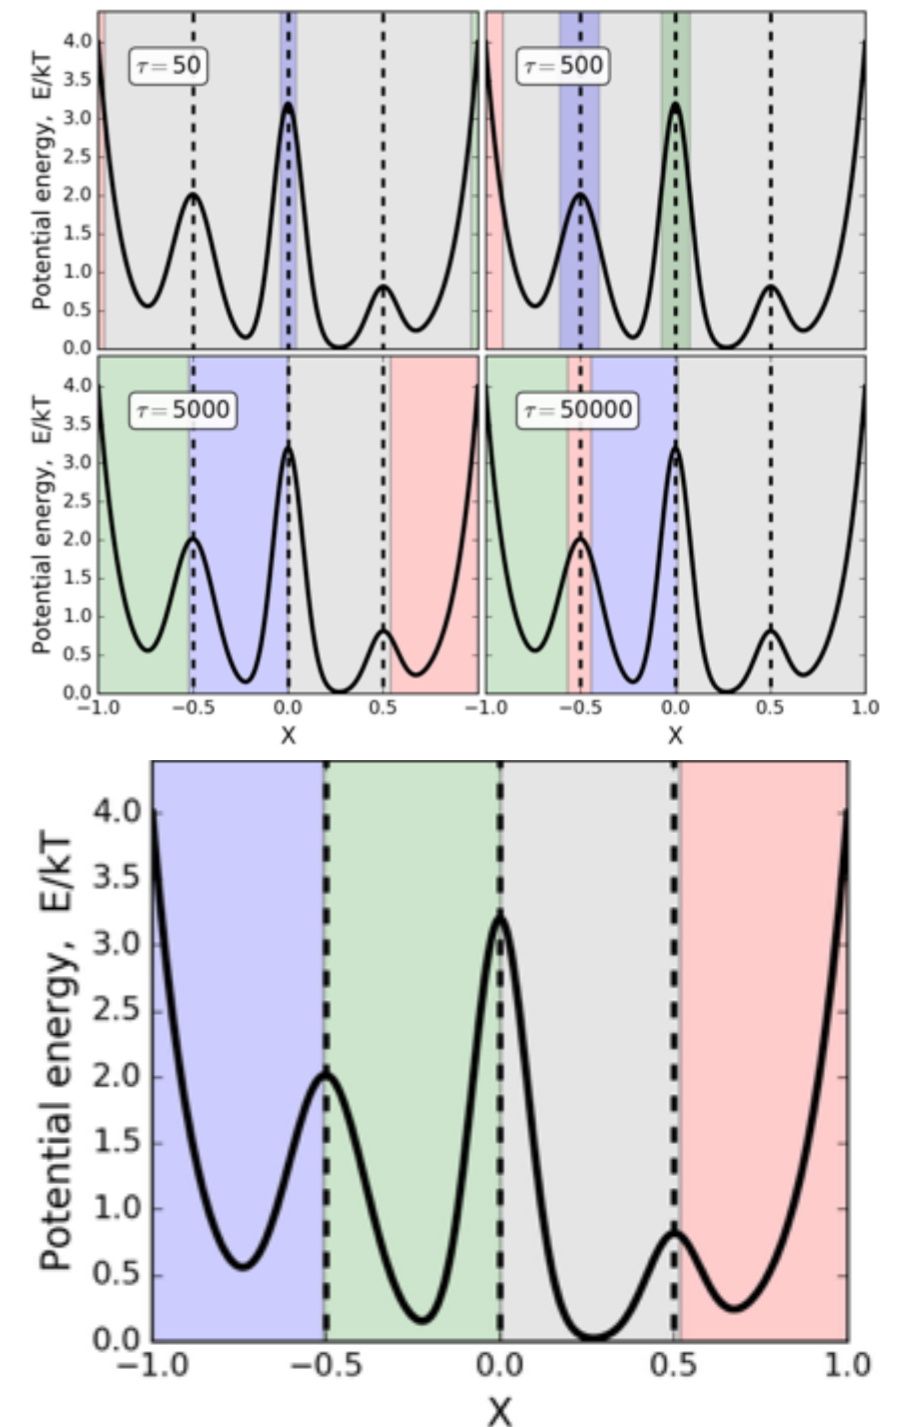 Potential energy, E/kT
4.0
3.5
3.0
2.5
2.0
1.5
1.0
0.5
0.0
τ = 50
τ = 500
Potential energy, E/kT
4.0
3.5
3.0
2.5
2.0
1.5
1.0
0.5
0.0
τ = 5000
τ = 50000
−1.0 −0.5 0.0 0.5 −1.0 −0.5 0.0 0.5 1.0
X X
Potential energy, E/kT
4.0
3.5
3.0
2.5
2.0
1.5
1.0
0.5
0.0
−1.0 −0.5 0.0 0.5 1.0
X